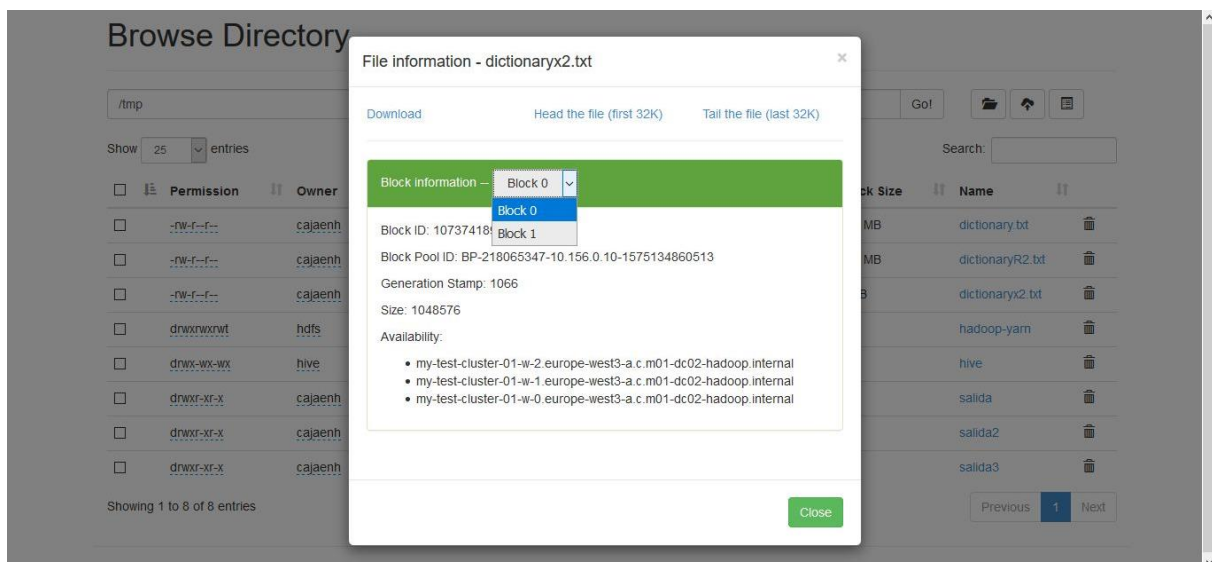 Browse Directory
File information - dictionaryx2.txt ×
/tmp Go!
Download Head the file (first 32K) Tail the file (last 32K)
Show 25 entries Search:
Block information -- Block 0
Permission Owner Size Name
Block 0
-rw-r--r-- cajaenh MB dictionary.txt
Block ID: Block 1
-rw-r--r-- cajaenh MB dictionaryR2.txt
Block Pool ID: BP-218065347-10.156.0.10-1575134860513
Generation Stamp: 1066
-rw-r--r-- cajaenh dictionaryx2.txt
Size: 1048576
drwxrwxrwt hdfs hadoop-yarn
Availability:
drwx-wx-wx hive hive
• my-test-cluster-01-w-2.europe-west3-a.c.m01-dc02-hadoop.internal
• my-test-cluster-01-w-1.europe-west3-a.c.m01-dc02-hadoop.internal
• my-test-cluster-01-w-0.europe-west3-a.c.m01-dc02-hadoop.internal
drwxr-xr-x cajaenh salida
drwxr-xr-x cajaenh salida2
drwxr-xr-x cajaenh salida3
Showing 1 to 8 of 8 entries Previous 1 Next
Close